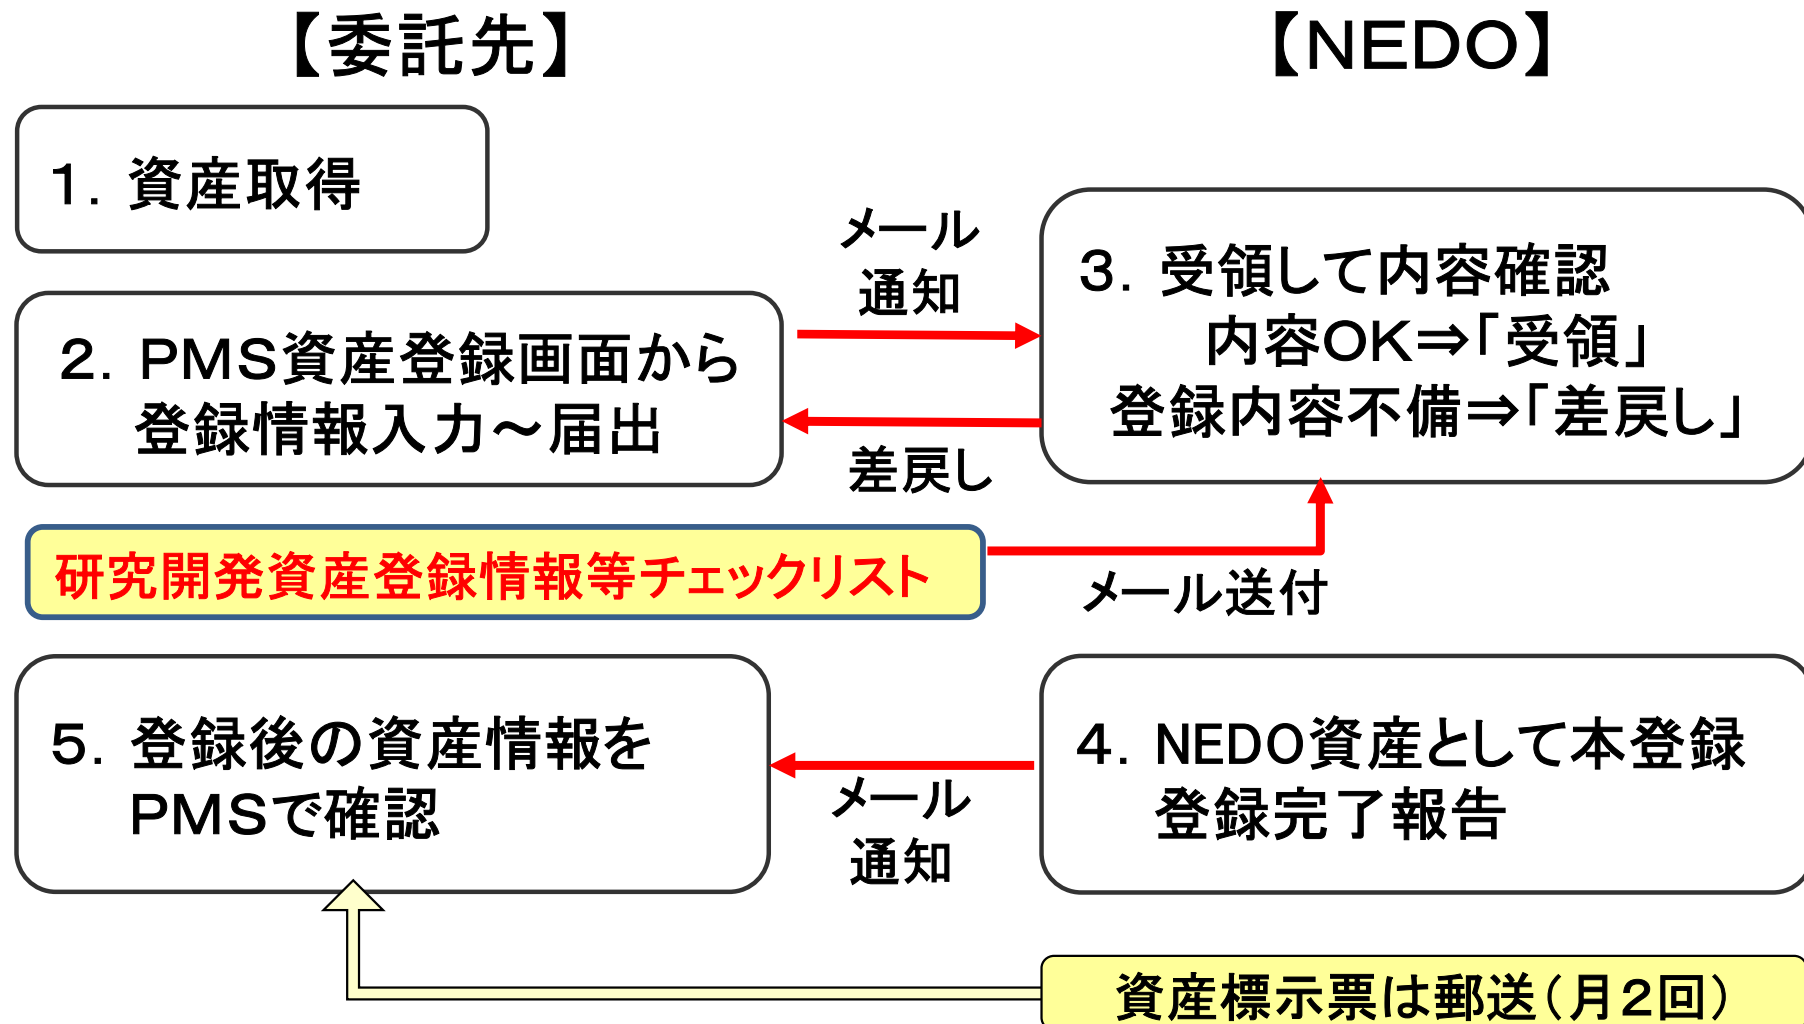 【委託先】
【NEDO】
1. 資産取得
メール
通知
2. PMS資産登録画面から
登録情報入力～届出
3. 受領して内容確認
内容OK⇒「受領」
登録内容不備⇒「差戻し」
差戻し
研究開発資産登録情報等チェックリスト
メール送付
5. 登録後の資産情報を
PMSで確認
メール
通知
4. NEDO資産として本登録
登録完了報告
資産標示票は郵送（月2回）